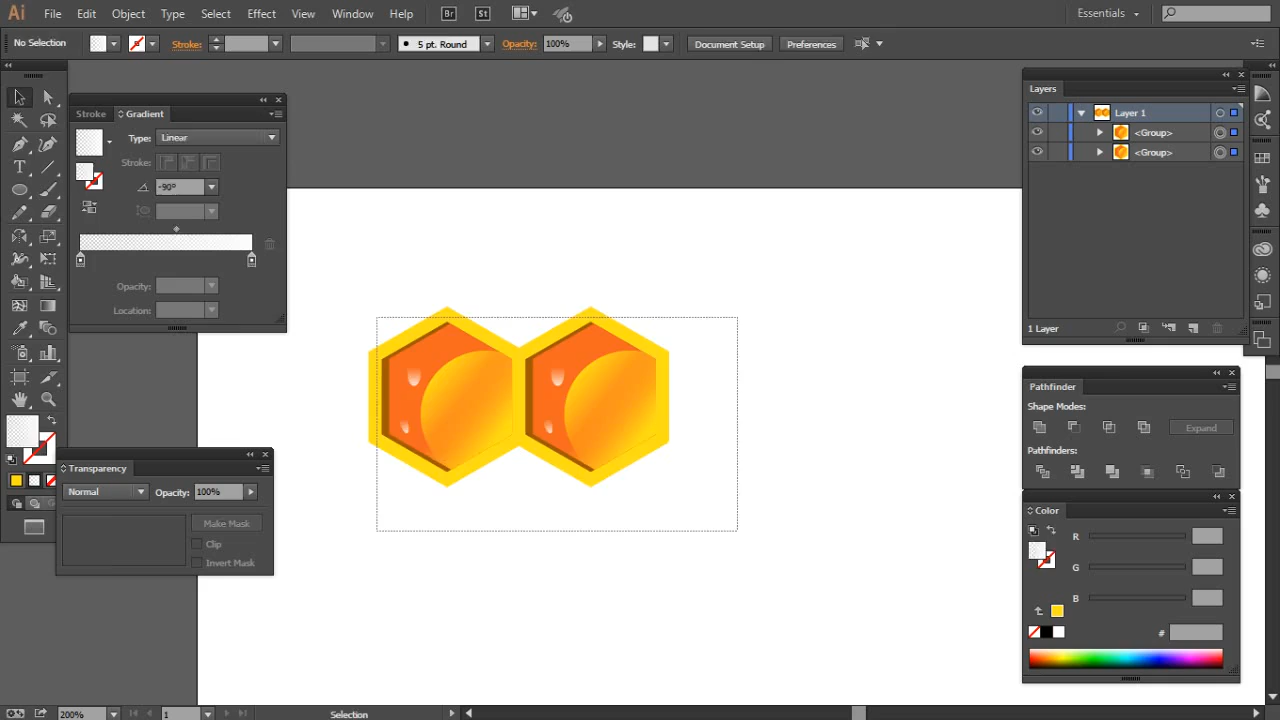 Ai File Edit Object Type Select Effect View Window Help Br St Essentials
No Selection Stroke: 5 pt. Round Opacity: 100% Style: Document Setup Preferences
Stroke Gradient
Type: Linear
Stroke:
-90°
Opacity:
Location:
Transparency
Normal Opacity: 100%
Make Mask
Clip
Invert Mask
Layers
Layer 1
<Group>
<Group>
1 Layer
Pathfinder
Shape Modes:
Expand
Pathfinders:
Color
R
G
B
#
200% 1 Selection